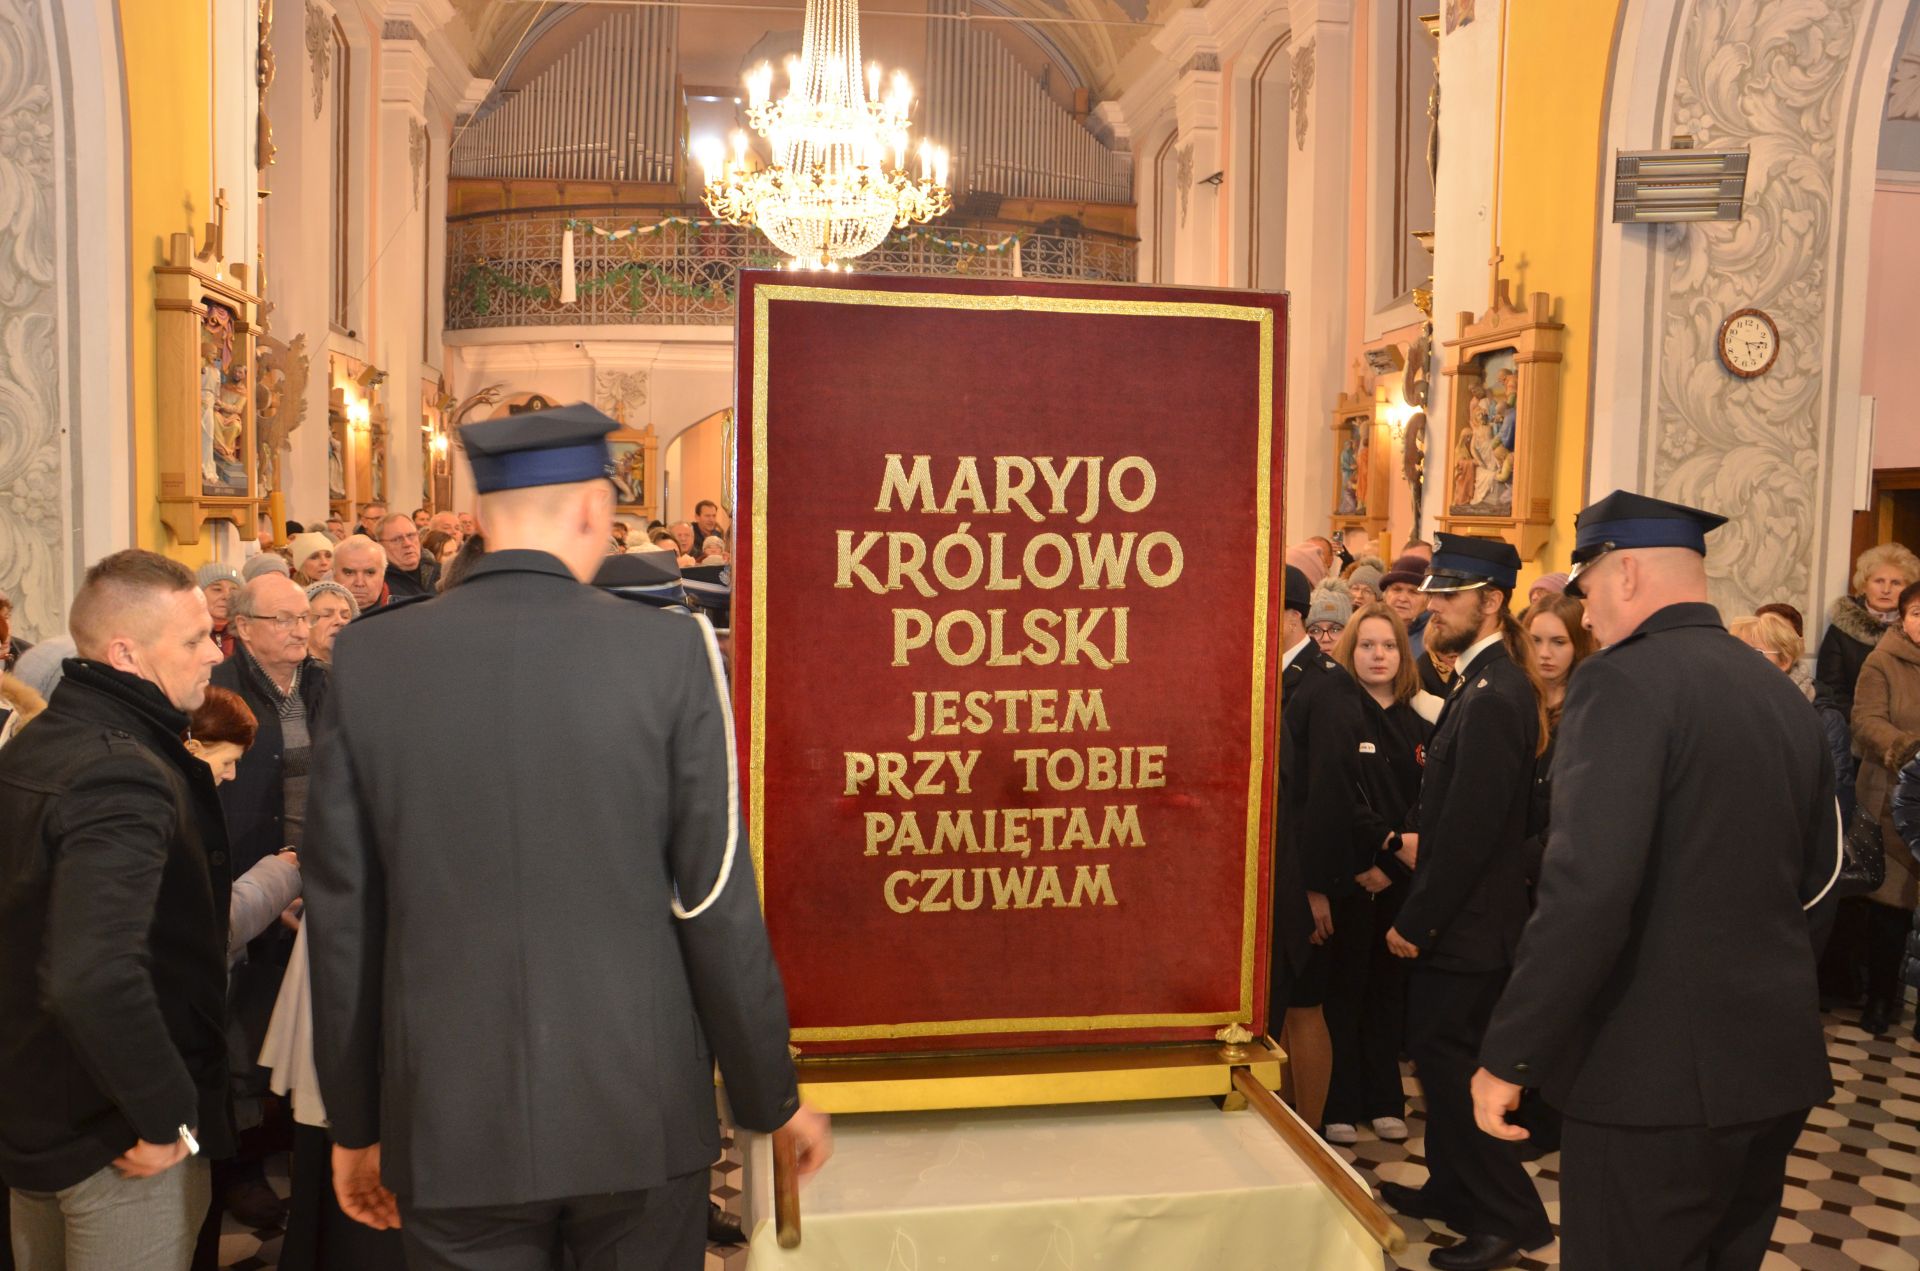 MARYJO
KRÓLOWO
POLSKI
JESTEM
PRZY TOBIE
PAMIĘTAM
CZUWAM